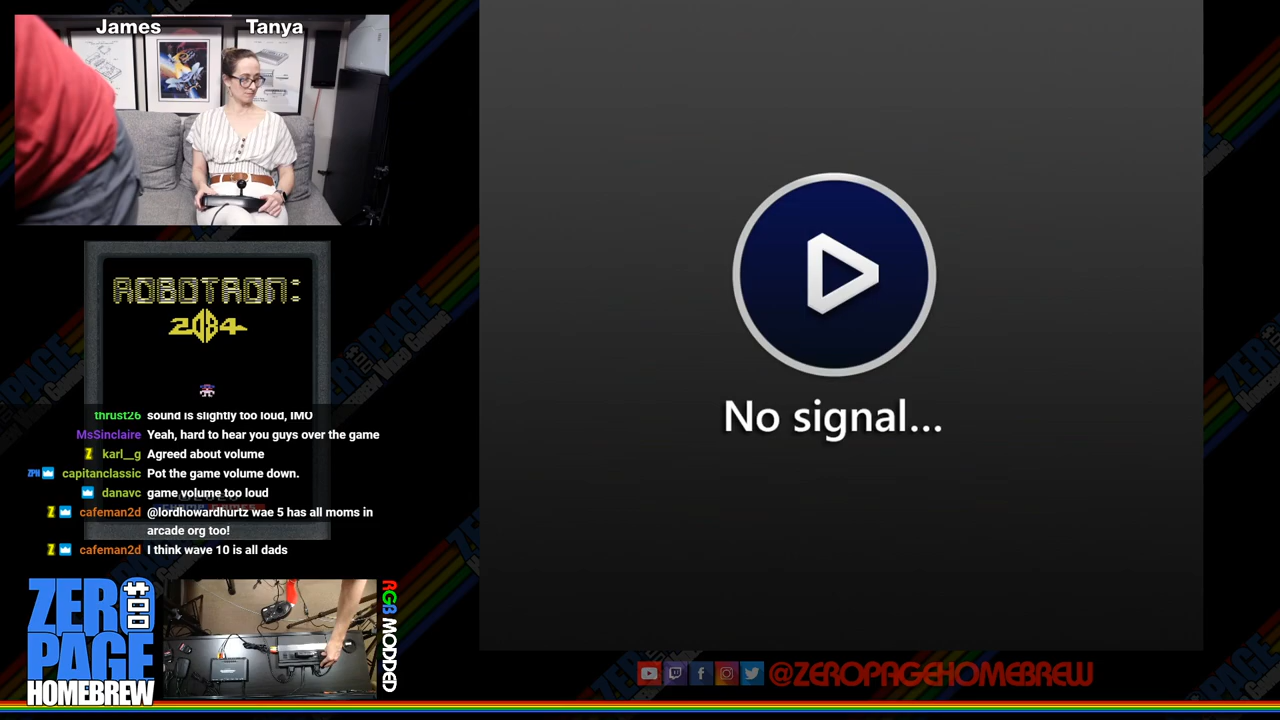 James
Tanya
ROBOTRON:
2084
thrust26 sound is slightly too loud, IMO
MsSinclaire Yeah, hard to hear you guys over the game
Z karl__g Agreed about volume
ZPH capitanclassic Pot the game volume down.
danavc game volume too loud
Z cafeman2d @lordhowardhurtz wae 5 has all moms in
arcade org too!
Z cafeman2d I think wave 10 is all dads
ZERO
$00
PAGE
HOMEBREW
RGB MODDED
No signal...
@ZEROPAGEHOMEBREW